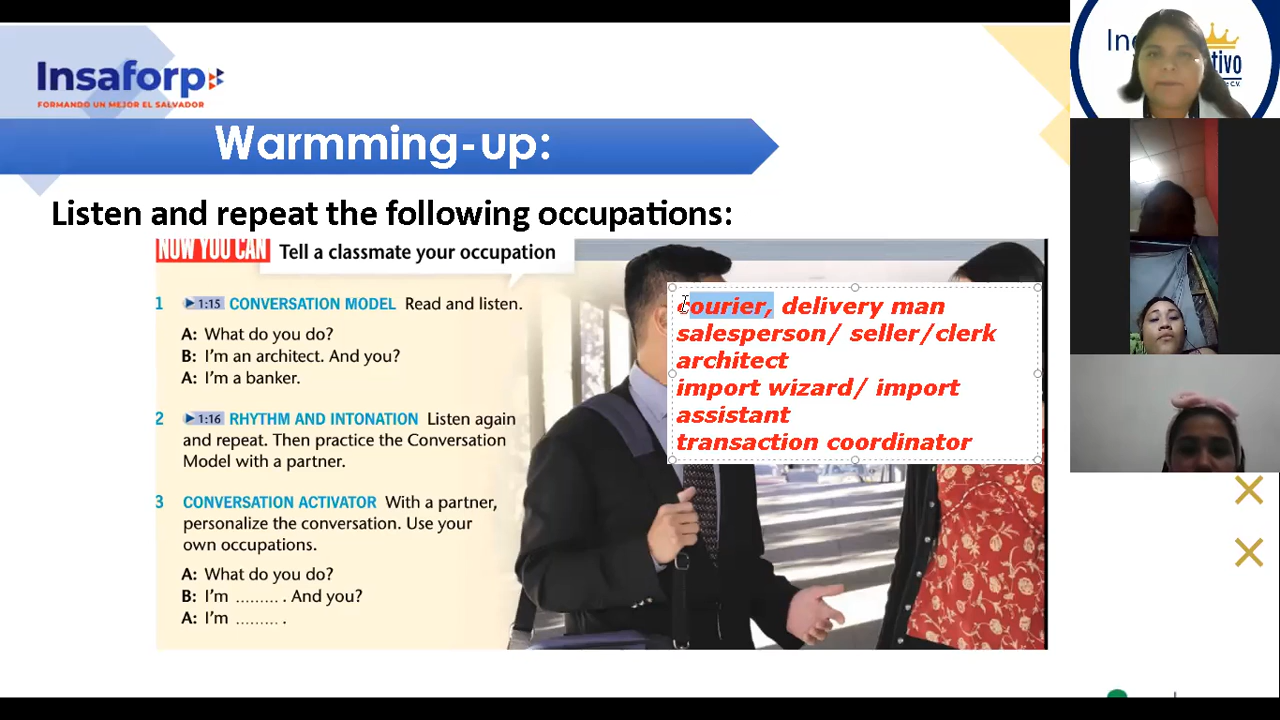 Insaforp
FORMANDO UN MEJOR EL SALVADOR
Warmming-up:
Listen and repeat the following occupations:
NOW YOU CAN Tell a classmate your occupation
1 1:15 CONVERSATION MODEL Read and listen.
A: What do you do?
B: I'm an architect. And you?
A: I'm a banker.
2 1:16 RHYTHM AND INTONATION Listen again
and repeat. Then practice the Conversation
Model with a partner.
3 CONVERSATION ACTIVATOR With a partner,
personalize the conversation. Use your
own occupations.
A: What do you do?
B: I'm ......... . And you?
A: I'm ......... .
courier, delivery man
salesperson/ seller/clerk
architect
import wizard/ import
assistant
transaction coordinator